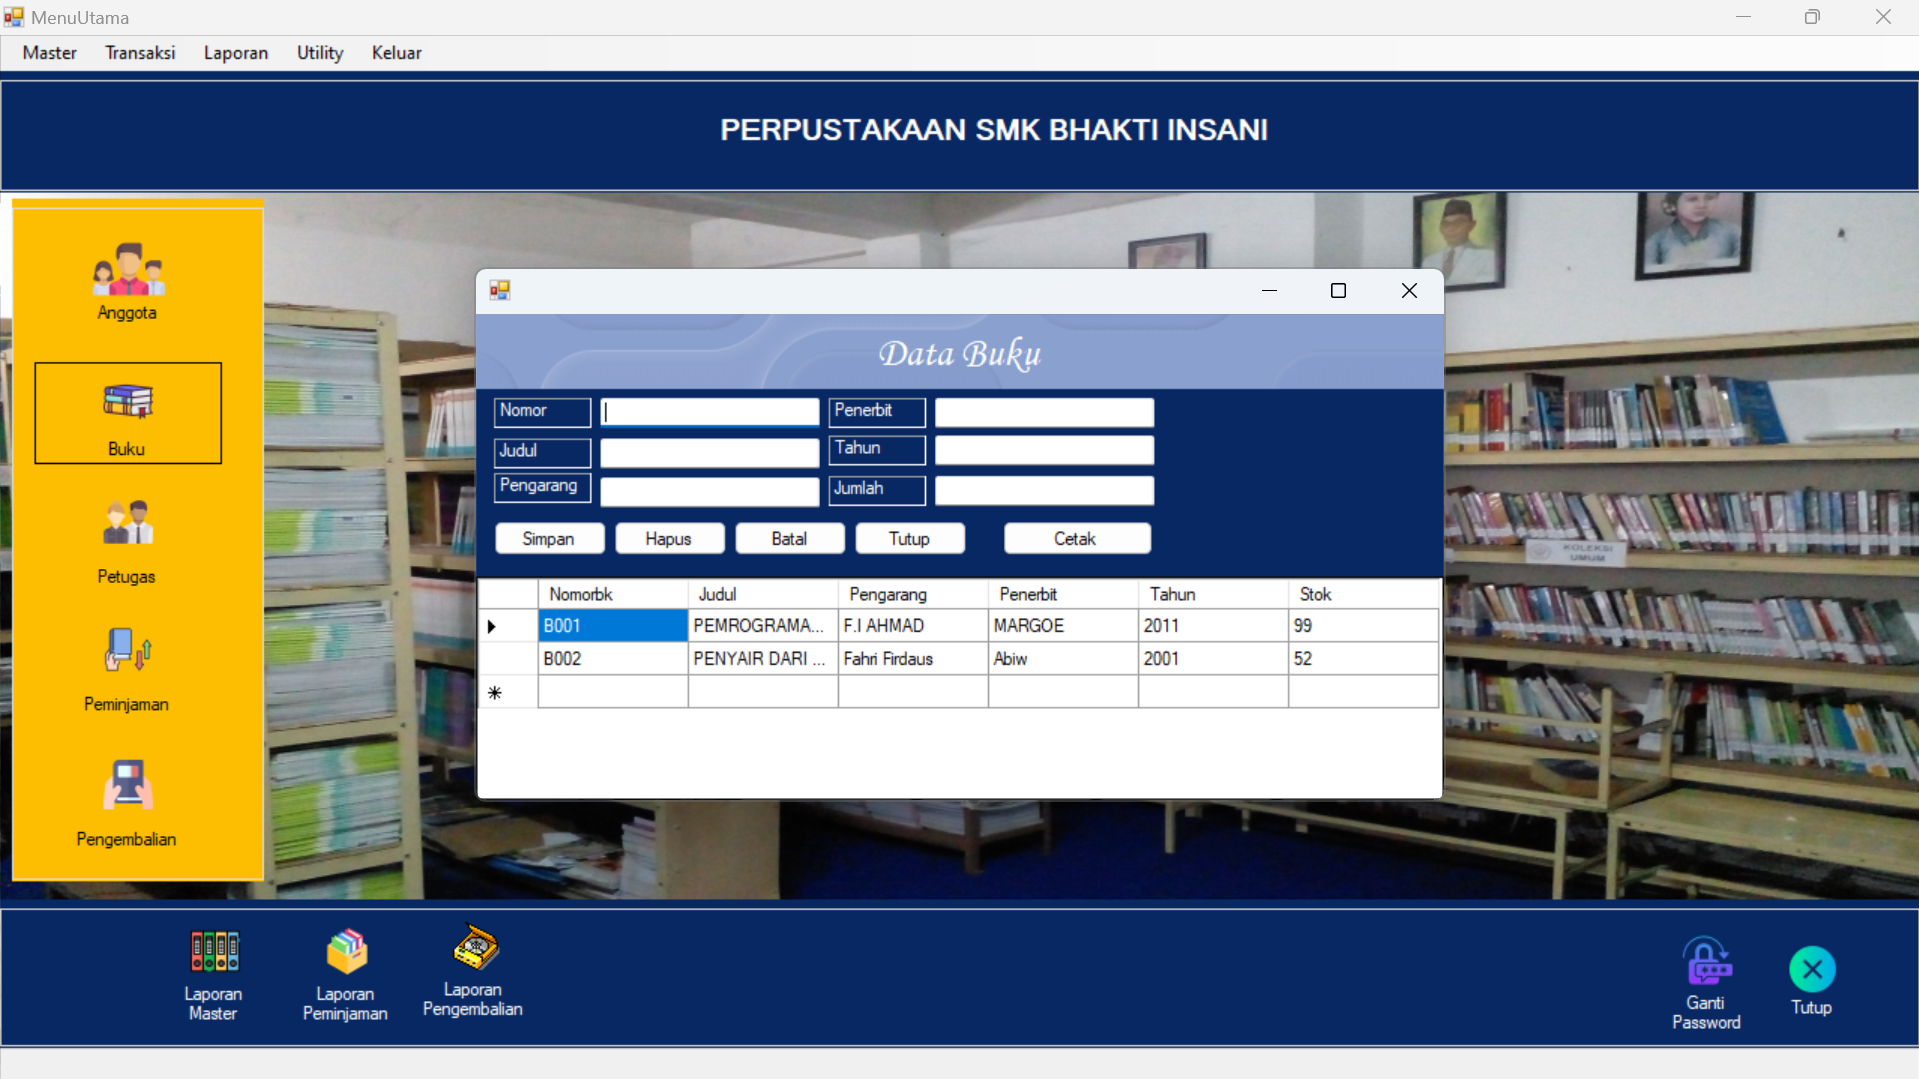 MenuUtama
Master Transaksi Laporan Utility Keluar
PERPUSTAKAAN SMK BHAKTI INSANI
Anggota
Buku
Petugas
Peminjaman
Pengembalian
Data Buku
Nomor Penerbit
Judul Tahun
Pengarang Jumlah
Simpan Hapus Batal Tutup Cetak
Nomorbk Judul Pengarang Penerbit Tahun Stok
B001 PEMROGRAMA... F.I AHMAD MARGOE 2011 99
B002 PENYAIR DARI ... Fahri Firdaus Abiw 2001 52
KOLEKSI
UMUM
Laporan
Master
Laporan
Peminjaman
Laporan
Pengembalian
Ganti
Password
Tutup